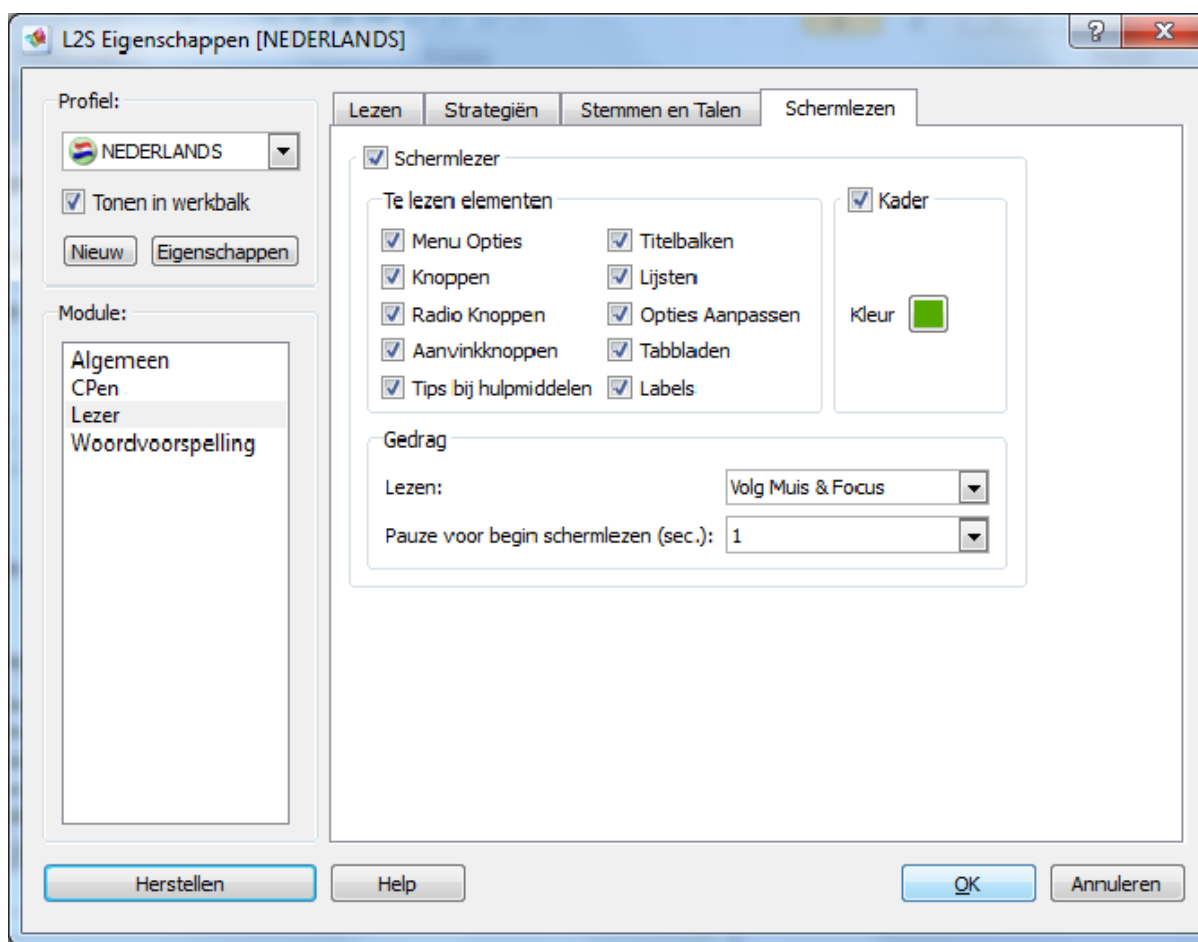 L2S Eigenschappen [NEDERLANDS]
Profiel:
NEDERLANDS
Tonen in werkbalk
Nieuw Eigenschappen
Module:
Algemeen
CPen
Lezer
Woordvoorspelling
Lezen Strategiën Stemmen en Talen Schermlezen
Schermlezer
Te lezen elementen
Menu Opties Titelbalken
Knoppen Lijsten
Radio Knoppen Opties Aanpassen
Aanvinkknoppen Tabbladen
Tips bij hulpmiddelen Labels
Kader
Kleur
Gedrag
Lezen: Volg Muis & Focus
Pauze voor begin schermlezen (sec.): 1
Herstellen Help OK Annuleren